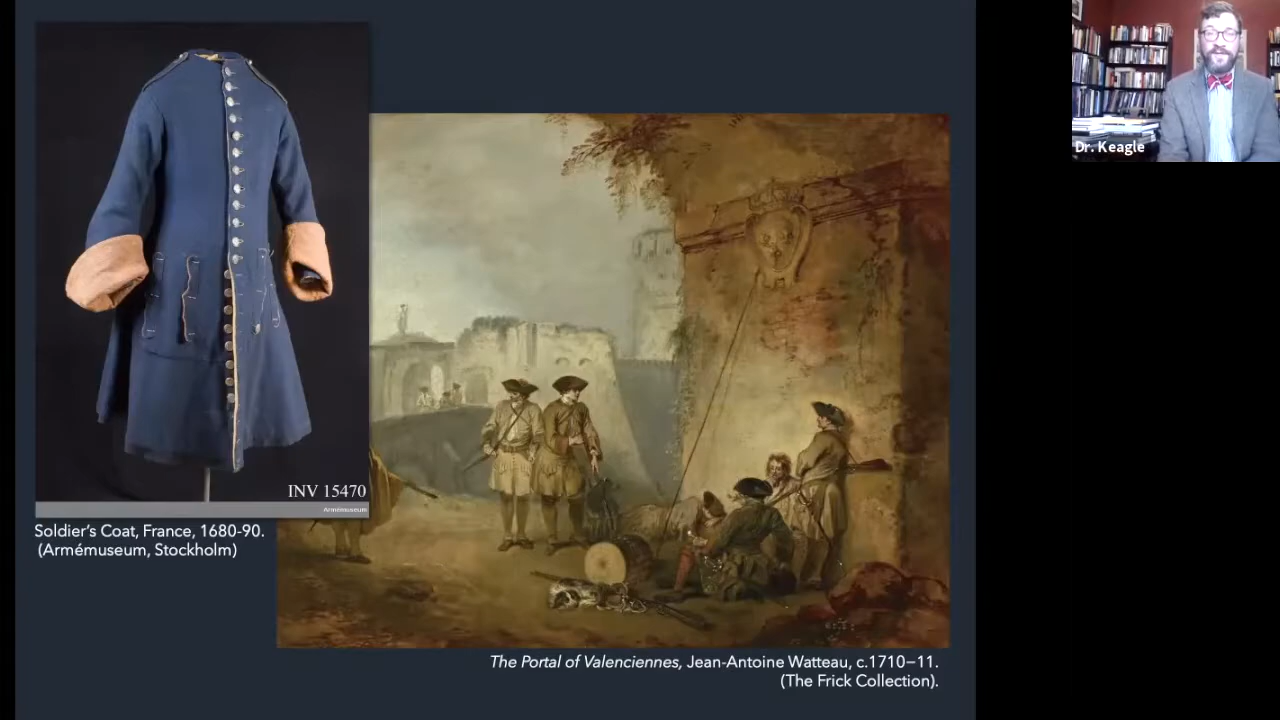 INV 15470
Armémuseum
Soldier's Coat, France, 1680-90.
(Armémuseum, Stockholm)
The Portal of Valenciennes, Jean-Antoine Watteau, c.1710–11.
(The Frick Collection).
Dr. Keagle